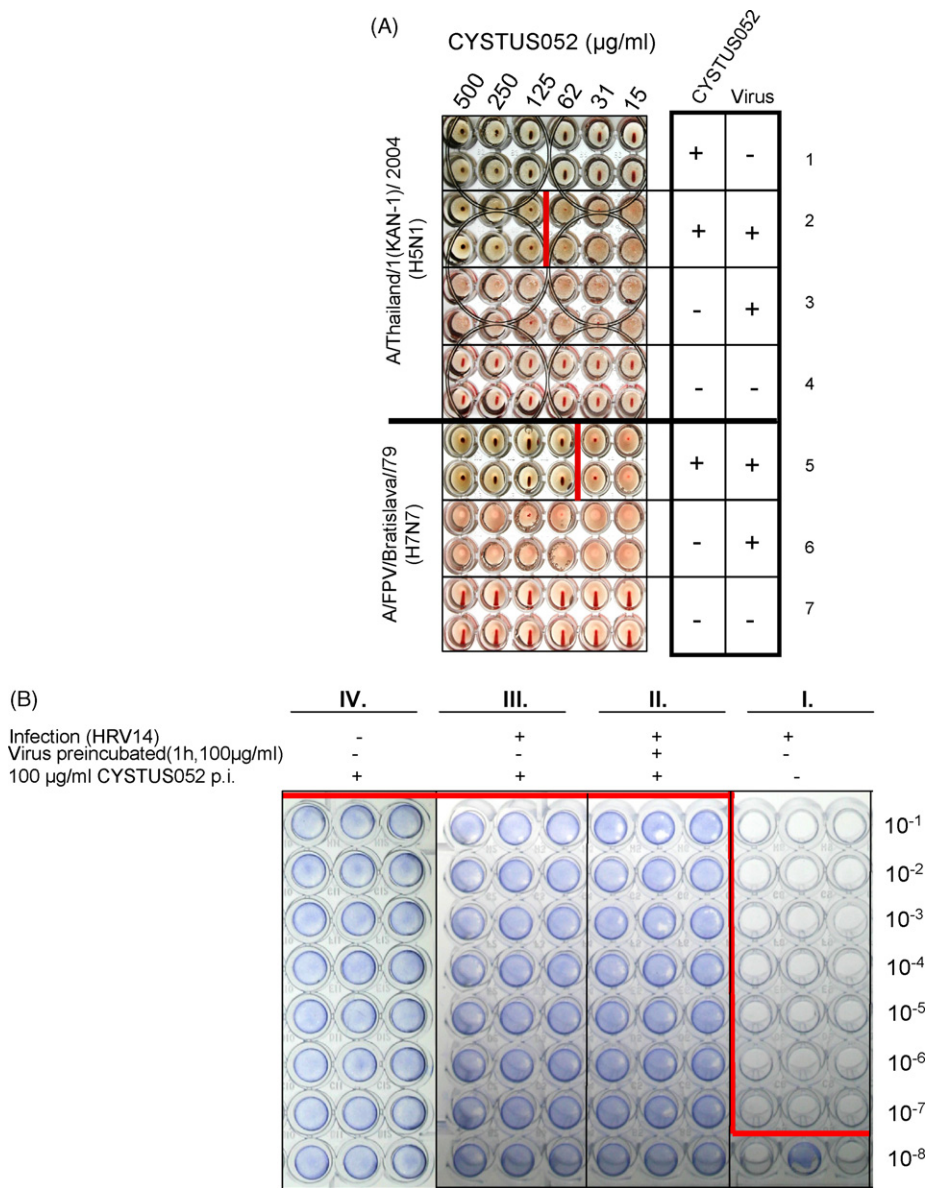 (A)
CYSTUS052 (µg/ml)
500 250 125 62 31 15
CYSTUS052
Virus
A/Thailand/1(KAN-1)/ 2004
(H5N1)
+ - 1
+ + 2
- + 3
- - 4
A/FPV/Bratislava//79
(H7N7)
+ + 5
- + 6
- - 7
(B)
IV. III. II. I.
Infection (HRV14) - + + +
Virus preincubated(1h,100µg/ml) - - + -
100 µg/ml CYSTUS052 p.i. + + + -
10-1
10-2
10-3
10-4
10-5
10-6
10-7
10-8